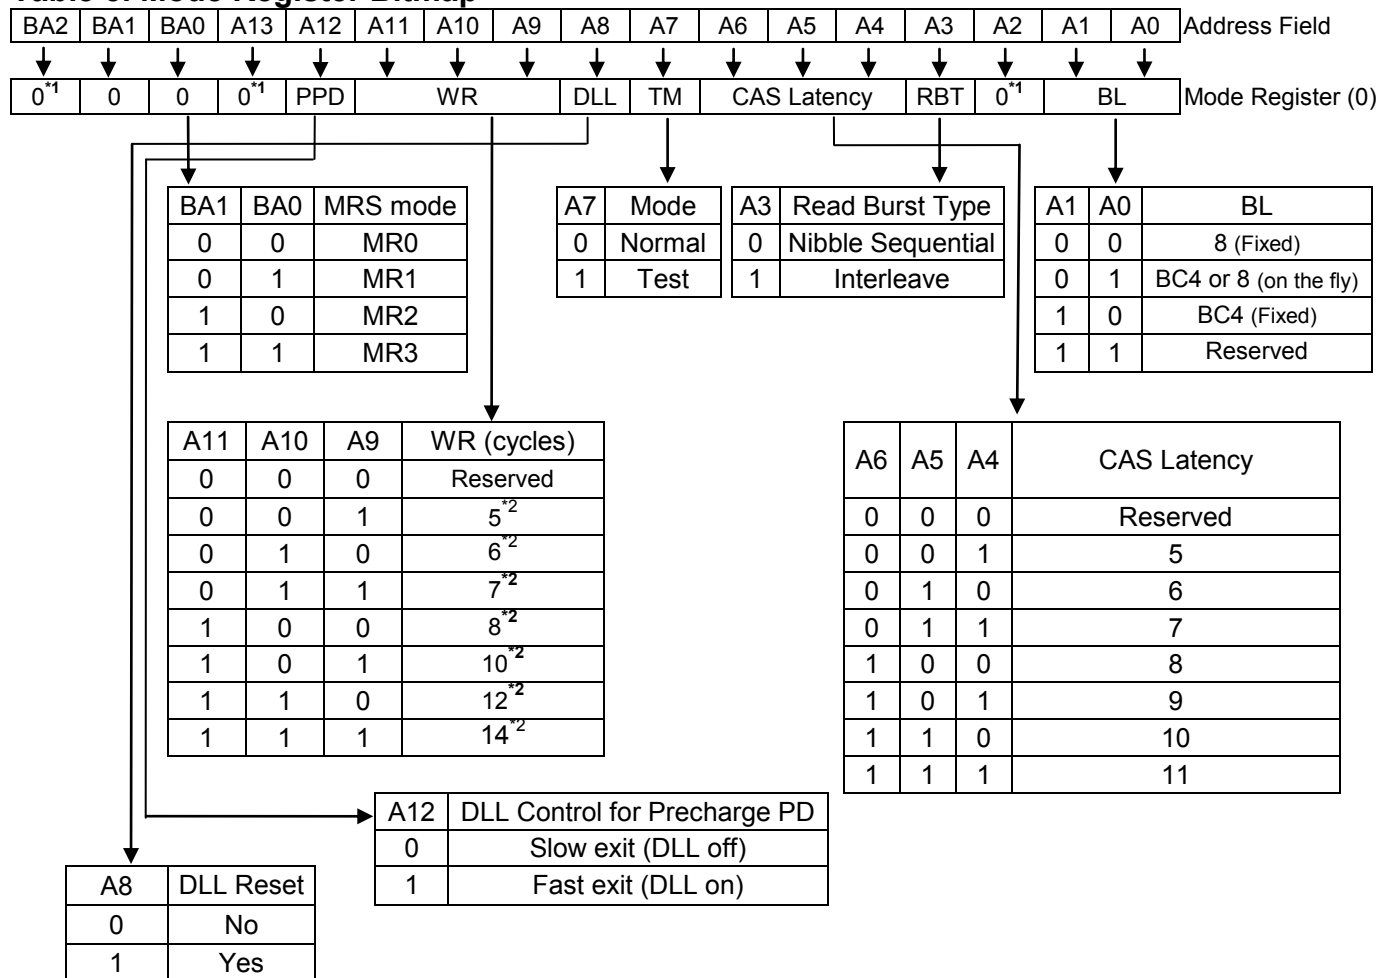 BA2 BA1 BA0 A13 A12 A11 A10 A9 A8 A7 A6 A5 A4 A3 A2 A1 A0 Address Field
0*1 0 0 0*1 PPD WR DLL TM CAS Latency RBT 0*1 BL Mode Register (0)
BA1 BA0 MRS mode
0 0 MR0
0 1 MR1
1 0 MR2
1 1 MR3
A7 Mode
0 Normal
1 Test
A3 Read Burst Type
0 Nibble Sequential
1 Interleave
A1 A0 BL
0 0 8 (Fixed)
0 1 BC4 or 8 (on the fly)
1 0 BC4 (Fixed)
1 1 Reserved
A11 A10 A9 WR (cycles)
0 0 0 Reserved
0 0 1 5*2
0 1 0 6*2
0 1 1 7*2
1 0 0 8*2
1 0 1 10*2
1 1 0 12*2
1 1 1 14*2
A6 A5 A4 CAS Latency
0 0 0 Reserved
0 0 1 5
0 1 0 6
0 1 1 7
1 0 0 8
1 0 1 9
1 1 0 10
1 1 1 11
A12 DLL Control for Precharge PD
0 Slow exit (DLL off)
1 Fast exit (DLL on)
A8 DLL Reset
0 No
1 Yes